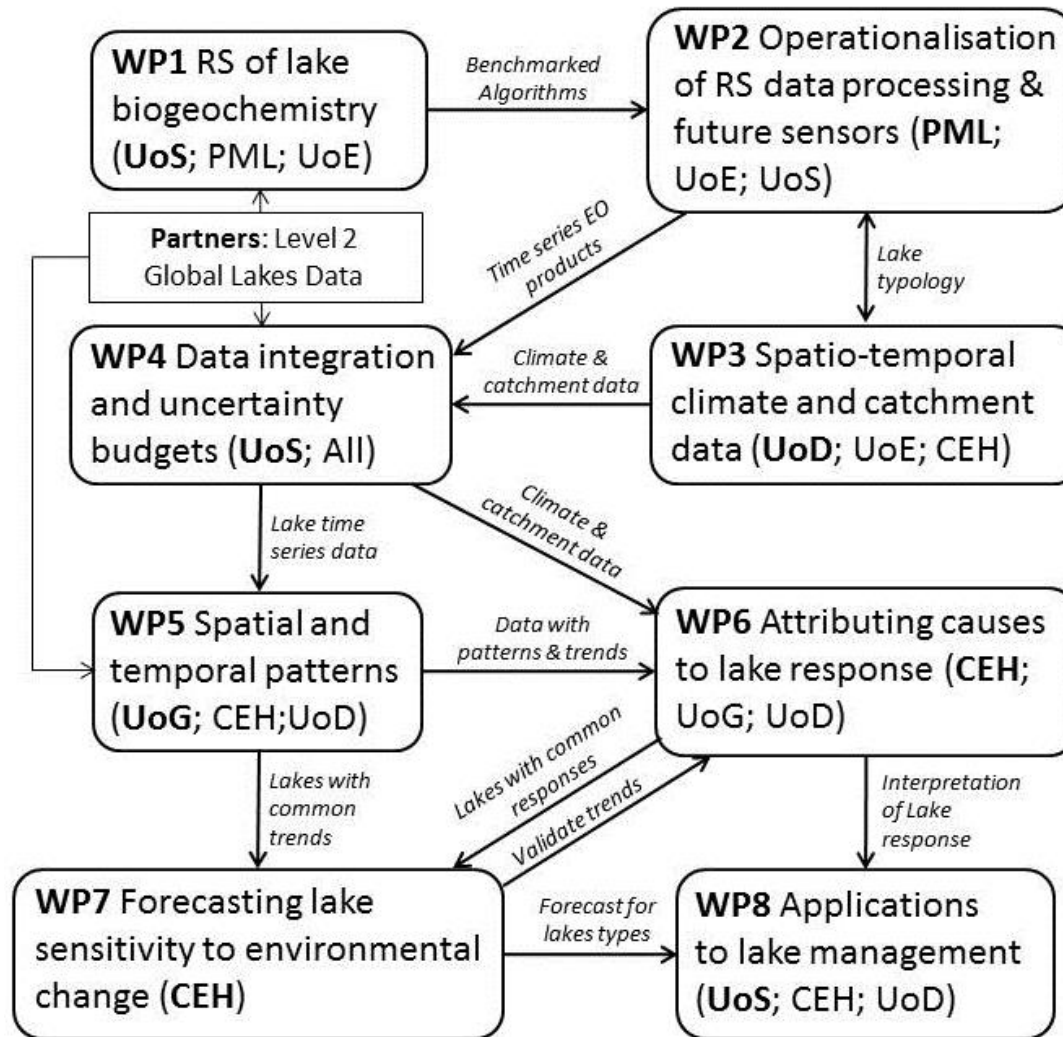 WP1 RS of lake
biogeochemistry
(UoS; PML; UoE)
Benchmarked
Algorithms
WP2 Operationalisation
of RS data processing &
future sensors (PML;
UoE; UoS)
Partners: Level 2
Global Lakes Data
Time series EO
products
Lake
typology
WP4 Data integration
and uncertainty
budgets (UoS; All)
Climate &
catchment data
WP3 Spatio-temporal
climate and catchment
data (UoD; UoE; CEH)
Lake time
series data
Climate &
catchment data
WP5 Spatial and
temporal patterns
(UoG; CEH;UoD)
Data with
patterns & trends
WP6 Attributing causes
to lake response (CEH;
UoG; UoD)
Lakes with
common
trends
Lakes with common
responses
Validate trends
Interpretation
of Lake
response
WP7 Forecasting lake
sensitivity to environmental
change (CEH)
Forecast for
lakes types
WP8 Applications
to lake management
(UoS; CEH; UoD)